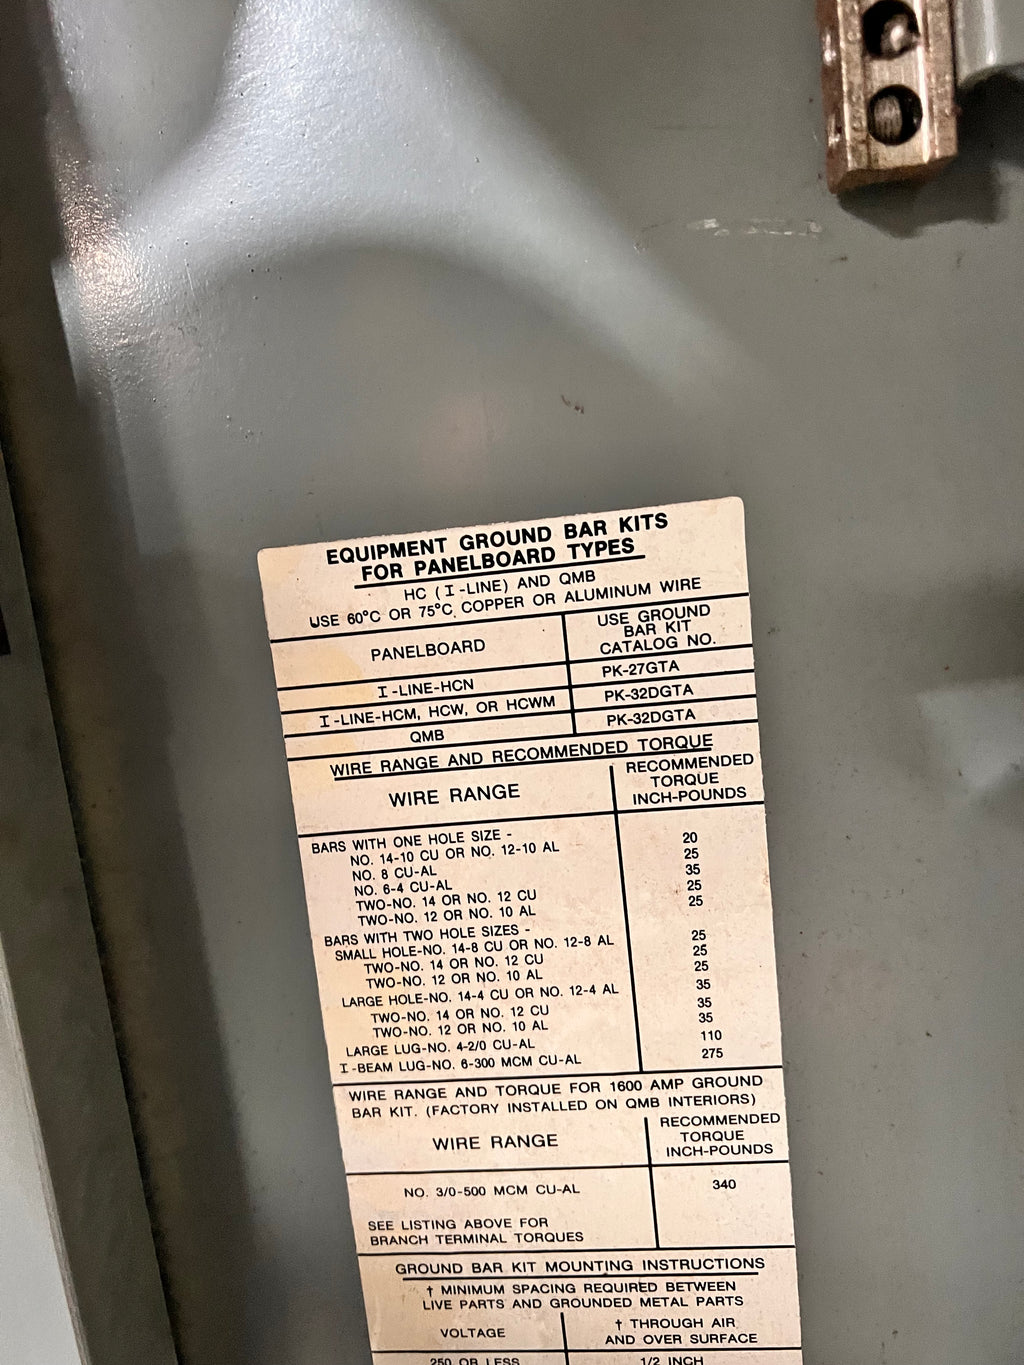 EQUIPMENT GROUND BAR KITS
FOR PANELBOARD TYPES
HC (I-LINE) AND QMB
USE 60°C OR 75°C COPPER OR ALUMINUM WIRE
PANELBOARD
USE GROUND
BAR KIT
CATALOG NO.
I-LINE-HCN
PK-27GTA
I-LINE-HCM, HCW, OR HCWM
PK-32DGTA
QMB
PK-32DGTA
WIRE RANGE AND RECOMMENDED TORQUE
WIRE RANGE
RECOMMENDED
TORQUE
INCH-POUNDS
BARS WITH ONE HOLE SIZE -
NO. 14-10 CU OR NO. 12-10 AL 20
NO. 8 CU-AL 25
NO. 6-4 CU-AL 35
TWO-NO. 14 OR NO. 12 CU 25
TWO-NO. 12 OR NO. 10 AL 25
BARS WITH TWO HOLE SIZES -
SMALL HOLE-NO. 14-8 CU OR NO. 12-8 AL 25
TWO-NO. 14 OR NO. 12 CU 25
TWO-NO. 12 OR NO. 10 AL 25
LARGE HOLE-NO. 14-4 CU OR NO. 12-4 AL 35
TWO-NO. 14 OR NO. 12 CU 35
TWO-NO. 12 OR NO. 10 AL 35
LARGE LUG-NO. 4-2/0 CU-AL 110
I-BEAM LUG-NO. 6-300 MCM CU-AL 275
WIRE RANGE AND TORQUE FOR 1600 AMP GROUND
BAR KIT. (FACTORY INSTALLED ON QMB INTERIORS)
WIRE RANGE
RECOMMENDED
TORQUE
INCH-POUNDS
NO. 3/0-500 MCM CU-AL 340
SEE LISTING ABOVE FOR
BRANCH TERMINAL TORQUES
GROUND BAR KIT MOUNTING INSTRUCTIONS
† MINIMUM SPACING REQUIRED BETWEEN
LIVE PARTS AND GROUNDED METAL PARTS
VOLTAGE
† THROUGH AIR
AND OVER SURFACE
250 OR LESS 1/2 INCH